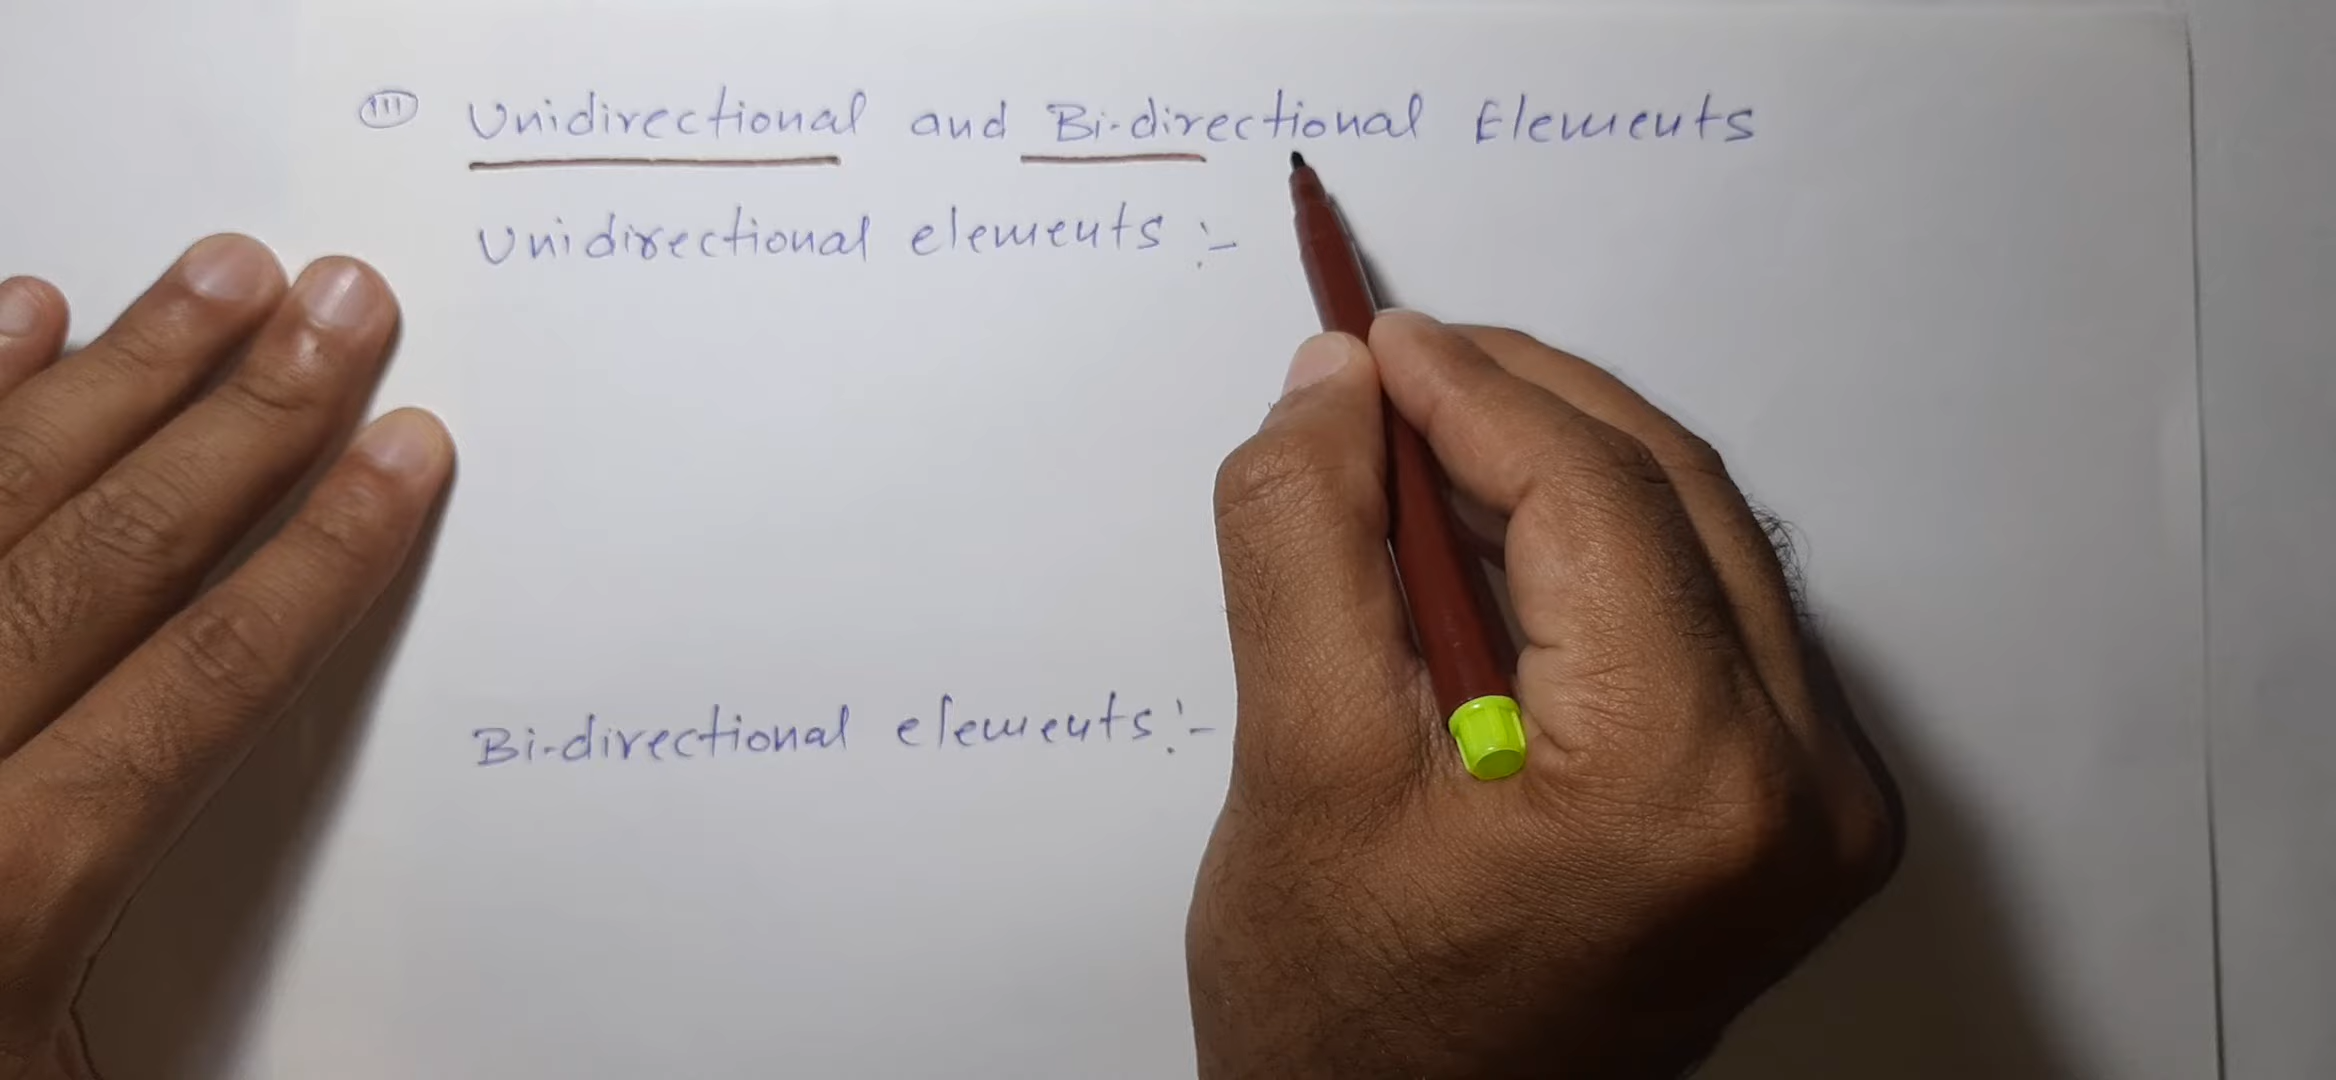 (iii) Unidirectional and Bi-directional Elements
Unidirectional elements :-
Bi-directional elements :-